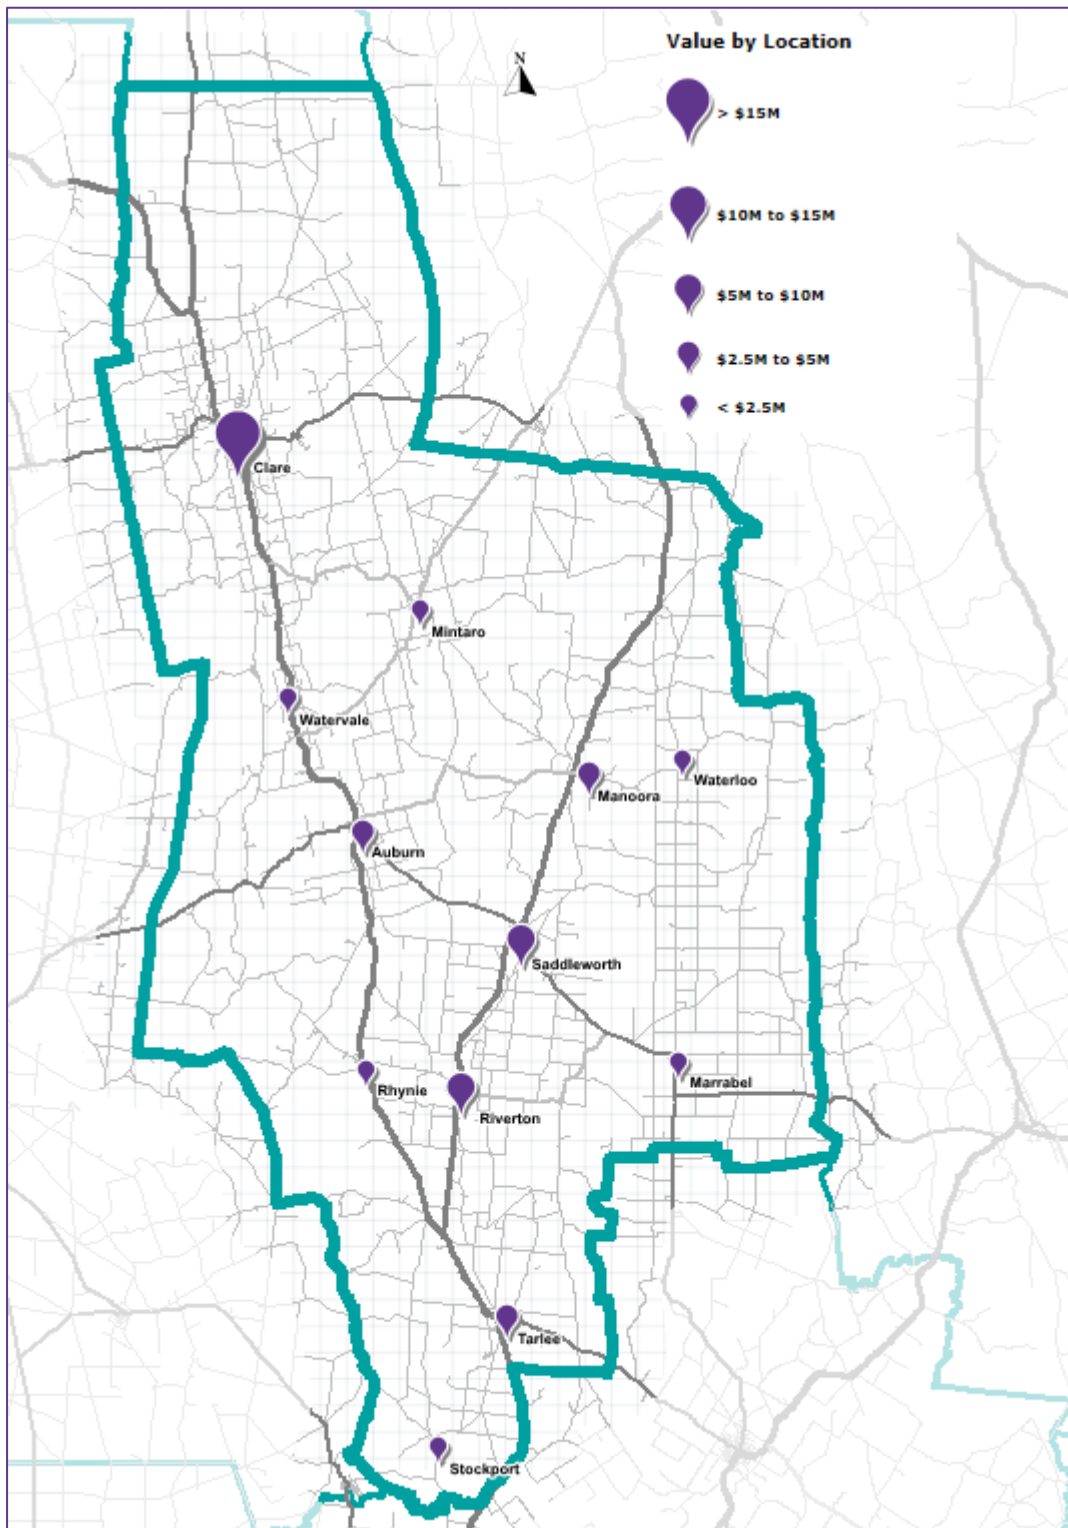 Value by Location
N
> $15M
$10M to $15M
$5M to $10M
$2.5M to $5M
< $2.5M
Clare
Mintaro
Watervale
Waterloo
Manoora
Auburn
Saddleworth
Marrabel
Rhynie
Riverton
Tarlee
Stockport